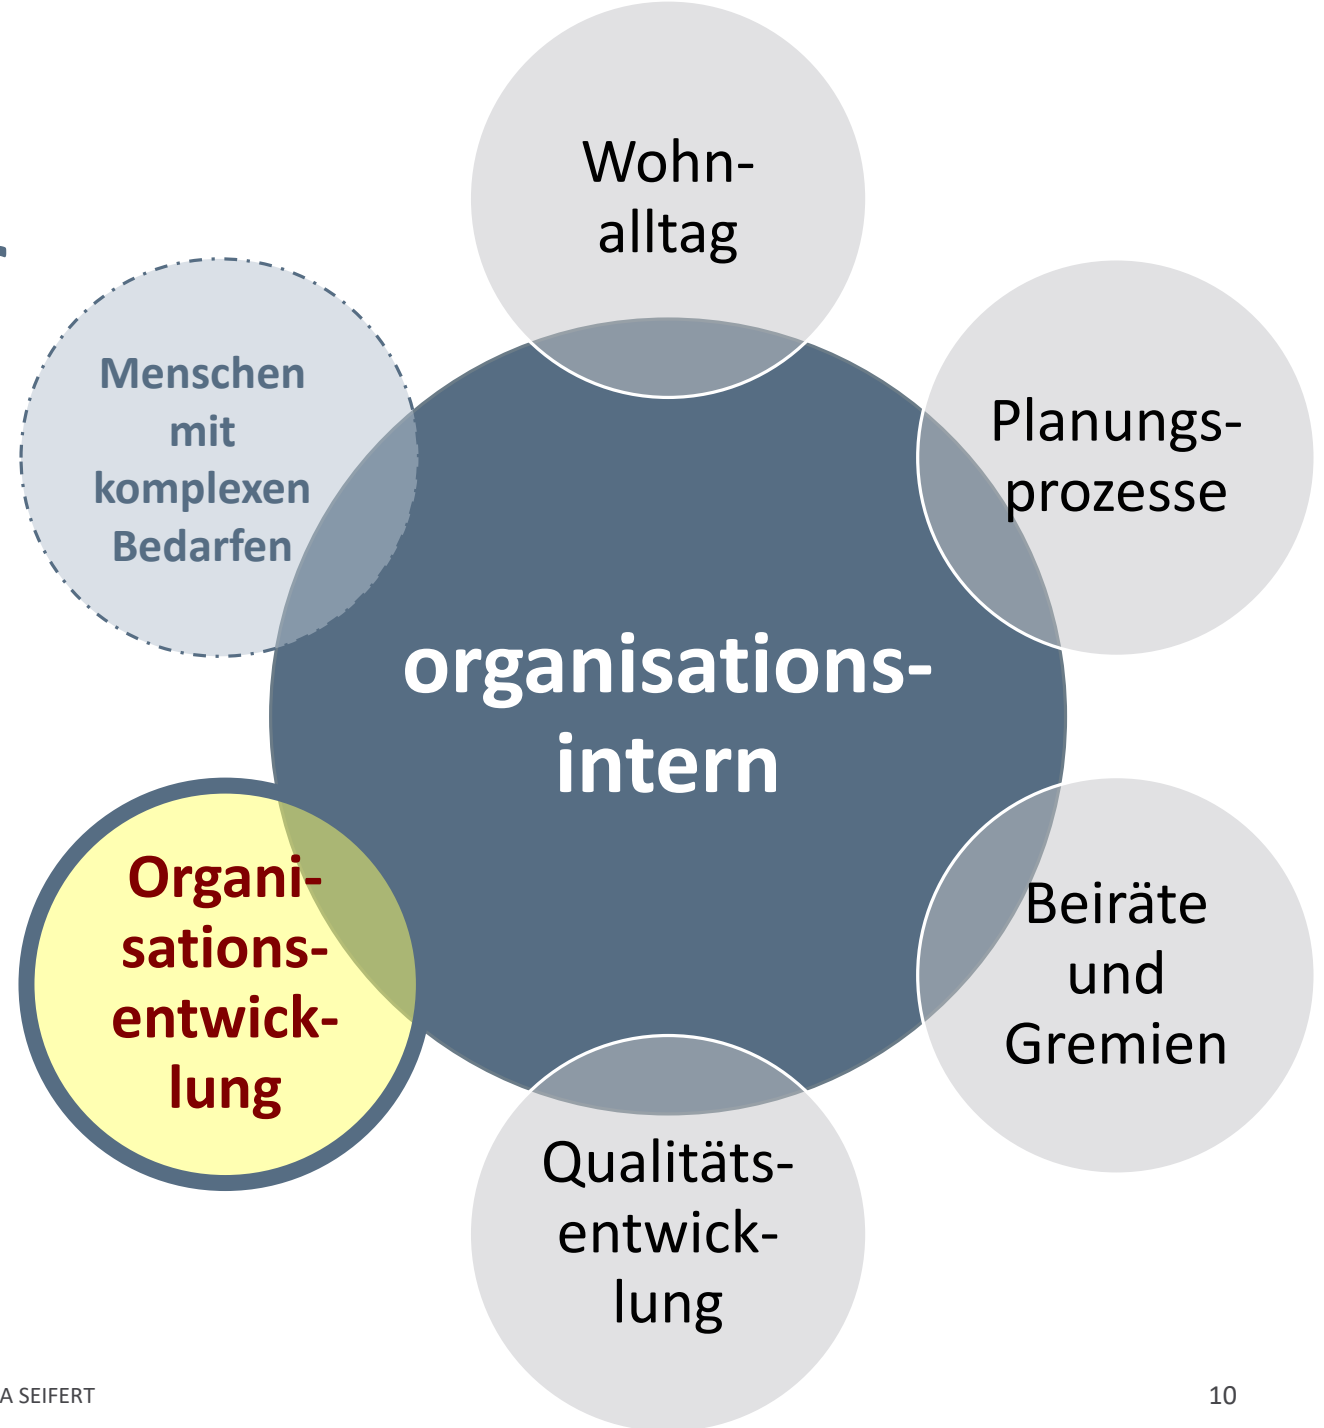 Wohn-
alltag
Menschen
mit
komplexen
Bedarfen
Planungs-
prozesse
organisations-
intern
Organi-
sations-
entwick-
lung
Beiräte
und
Gremien
Qualitäts-
entwick-
lung
A SEIFERT
10